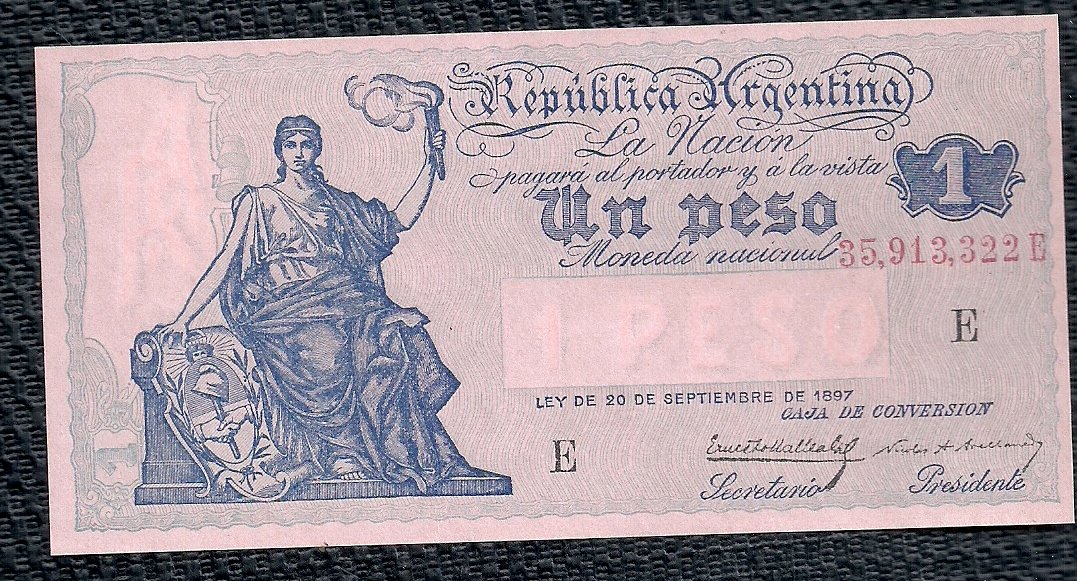 República Argentina
La Nación
pagará al portador y á la vista
1
Un peso
Moneda nacional
35,913,322 E
1 PESO
E
LEY DE 20 DE SEPTIEMBRE DE 1897
CAJA DE CONVERSION
E
Secretario
Presidente
1